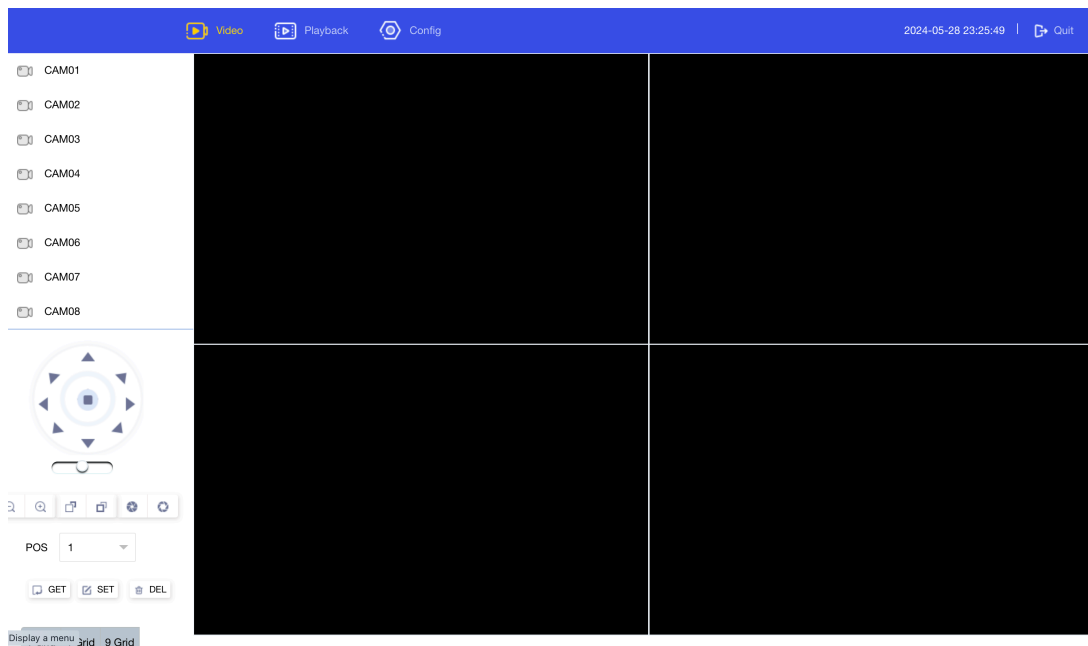 Video Playback Config 2024-05-28 23:25:49 Quit
CAM01
CAM02
CAM03
CAM04
CAM05
CAM06
CAM07
CAM08
POS 1
GET SET DEL
Display a menu
9 Grid